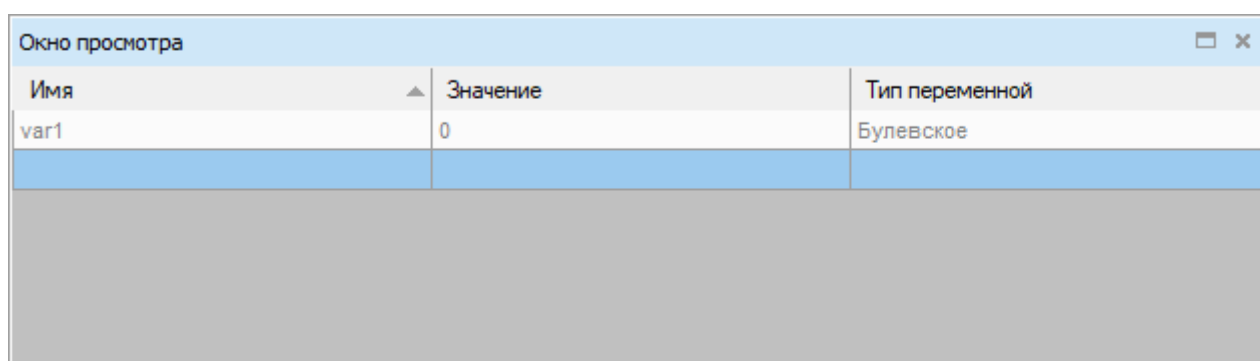 Окно просмотра
Имя Значение Тип переменной
var1 0 Булевское